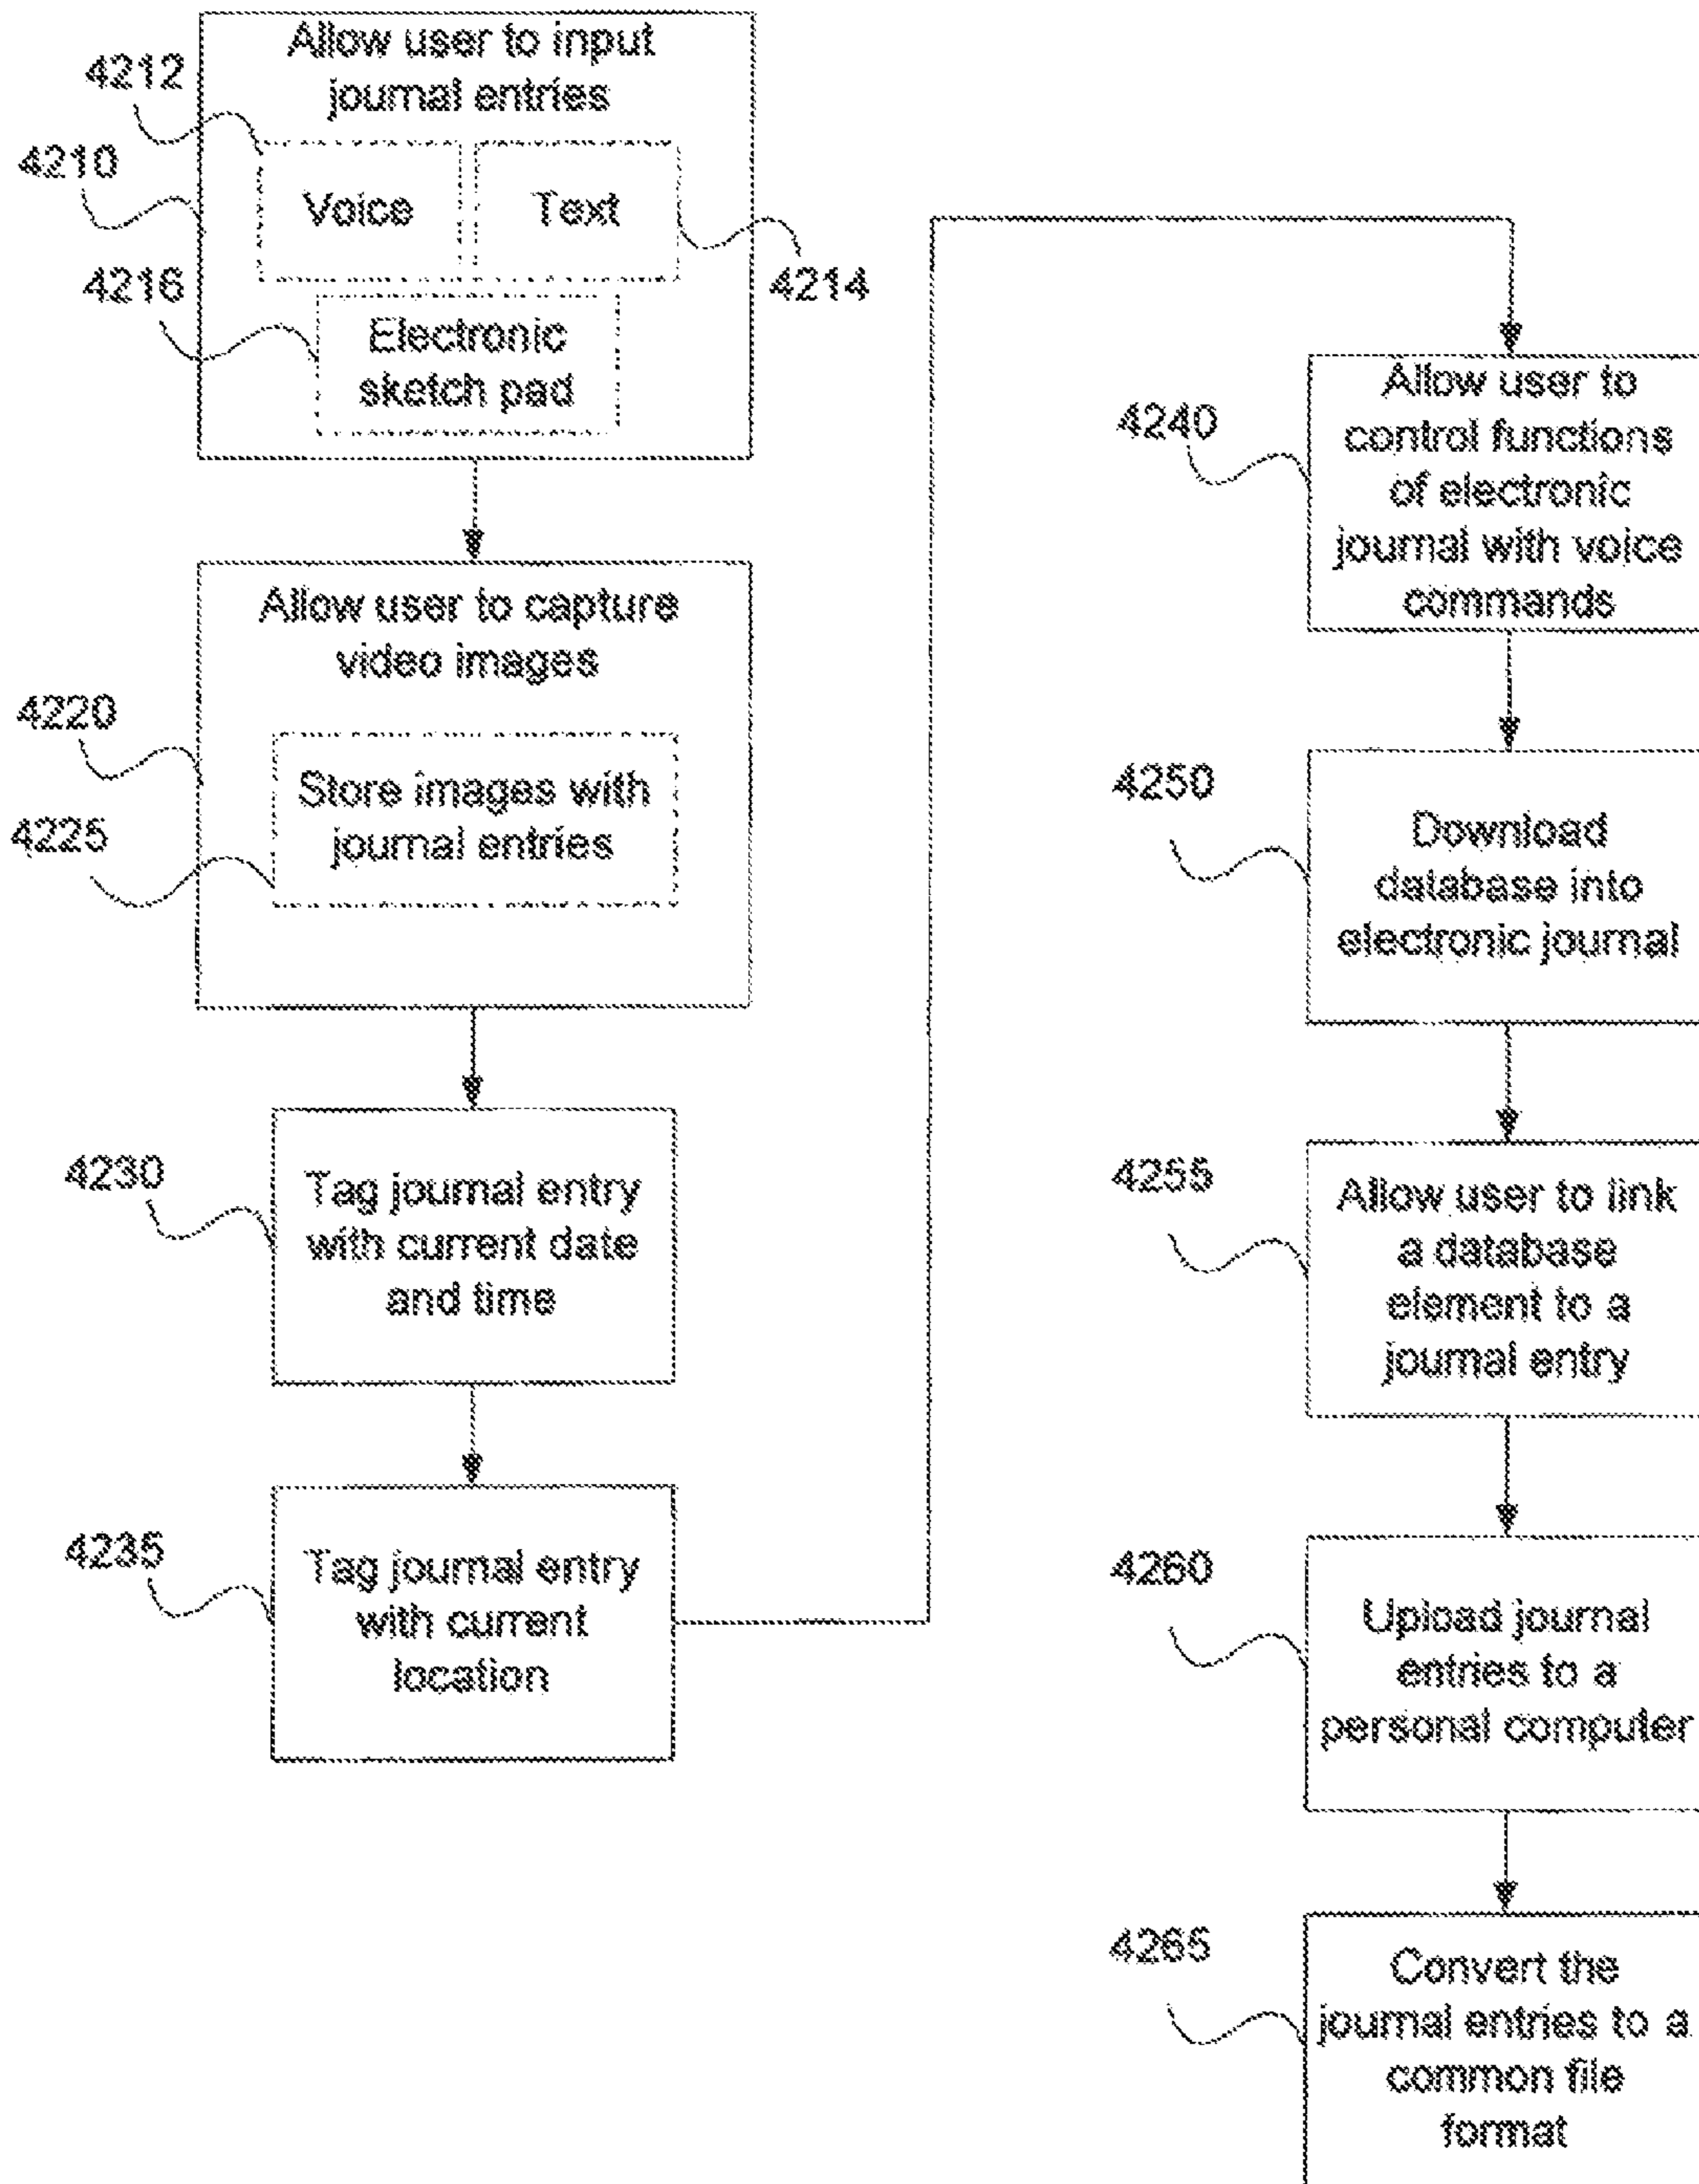 Allow user to input
journal entries
4212
4210
Voice
Text
4216
4214
Electronic
sketch pad
Allow user to capture
video images
4220
Store images with
journal entries
4225
4230
Tag journal entry
with current date
and time
4235
Tag journal entry
with current
location
4240
Allow user to
control functions
of electronic
journal with voice
commands
4250
Download
database into
electronic journal
4255
Allow user to link
a database
element to a
journal entry
4260
Upload journal
entries to a
personal computer
4265
Convert the
journal entries to a
common file
format